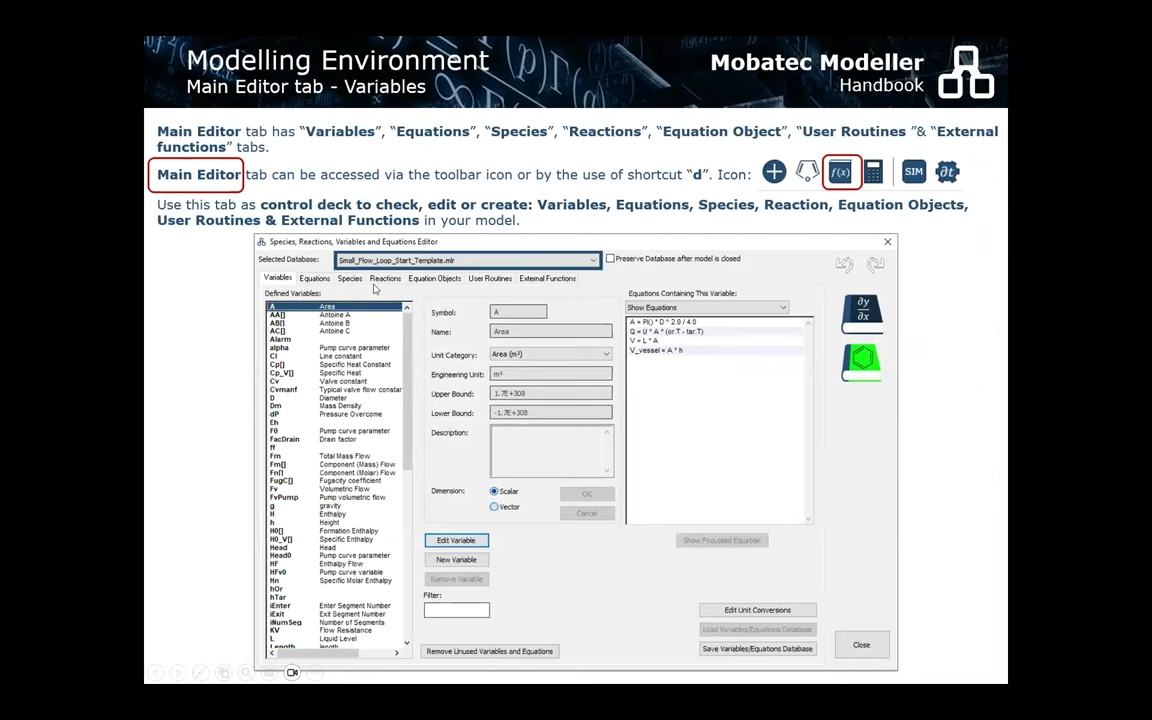 Modelling Environment
Main Editor tab - Variables
Mobatec Modeller
Handbook
Main Editor tab has “Variables”, “Equations”, “Species”, “Reactions”, “Equation Object”, “User Routines ”& “External
functions” tabs.
Main Editor tab can be accessed via the toolbar icon or by the use of shortcut “d”. Icon:
f(x)
SIM
∂t
Use this tab as control deck to check, edit or create: Variables, Equations, Species, Reaction, Equation Objects,
User Routines & External Functions in your model.
Species, Reactions, Variables and Equations Editor
Selected Database: Small_Flow_Loop_Start_Template.mlr
Preserve Database after model is closed
Variables Equations Species Reactions Equation Objects User Routines External Functions
Defined Variables:
A Area
AA[] Antoine A
AB[] Antoine B
AC[] Antoine C
Alarm
alpha Pump curve parameter
CI Line constant
Cp[] Specific Heat Constant
Cp_V[] Specific Heat
Cv Valve constant
Cvmanf Typical valve flow constar
D Diameter
Dm Mass Density
dP Pressure Overcome
Eh
F0 Pump curve parameter
FacDrain Drain factor
ff
Fm Total Mass Flow
Fm[] Component (Mass) Flow
Fn[] Component (Molar) Flow
FugC[] Fugacity coefficient
Fv Volumetric Flow
FvPump Pump volumetric flow
g gravity
H Enthalpy
h Height
H0[] Formation Enthalpy
H0_V[] Specific Enthalpy
Head Head
Head0 Pump curve parameter
HF Enthalpy Flow
HFv0 Pump curve variable
Hn Specific Molar Enthalpy
hOr
hTar
iEnter Enter Segment Number
iExit Exit Segment Number
iNumSeg Number of Segments
KV Flow Resistance
L Liquid Level
Length length
Symbol: A
Name: Area
Unit Category: Area (m²)
Engineering Unit: m²
Upper Bound: 1.7E+308
Lower Bound: -1.7E+308
Description:
Dimension: Scalar
Vector
OK
Cancel
Edit Variable
New Variable
Remove Variable
Filter:
Remove Unused Variables and Equations
Equations Containing This Variable:
Show Equations
A = PI() * D ^ 2.0 / 4.0
Q = U * A * (or.T - tar.T)
V = L * A
V_vessel = A * h
Show Focussed Equation
Edit Unit Conversions
Load Variables/Equations Database
Save Variables/Equations Database
∂y
∂x
Close